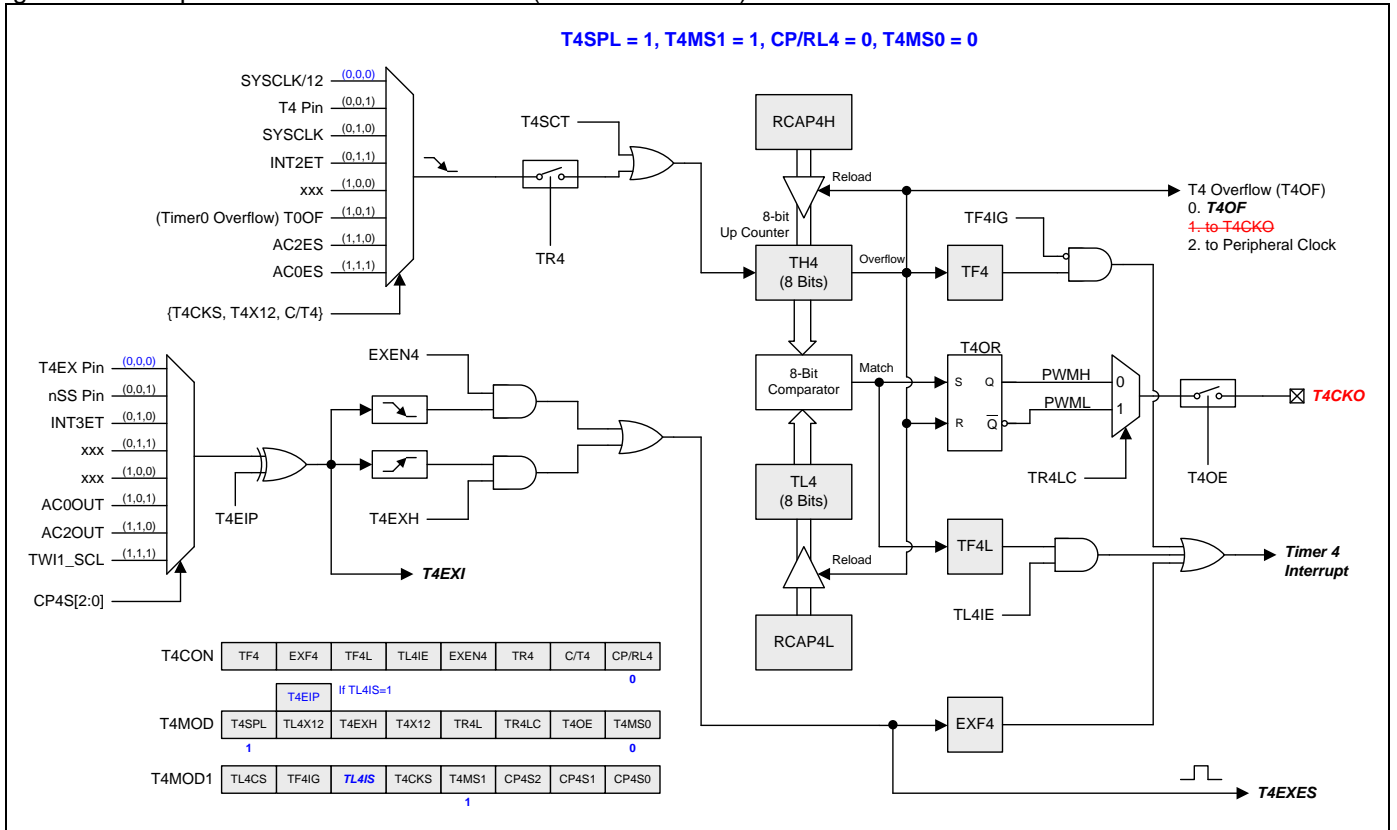 T4SPL = 1, T4MS1 = 1, CP/RL4 = 0, T4MS0 = 0
SYSCLK/12 (0,0,0)
T4 Pin (0,0,1)
SYSCLK (0,1,0)
INT2ET (0,1,1)
xxx (1,0,0)
(Timer0 Overflow) T0OF (1,0,1)
AC2ES (1,1,0)
AC0ES (1,1,1)
{T4CKS, T4X12, C/T4}
T4SCT
TR4
RCAP4H
Reload
8-bit
Up Counter
TH4
(8 Bits)
Overflow
T4 Overflow (T4OF)
0. T4OF
1. to T4CKO
2. to Peripheral Clock
TF4IG
TF4
T4EX Pin (0,0,0)
nSS Pin (0,0,1)
INT3ET (0,1,0)
xxx (0,1,1)
xxx (1,0,0)
AC0OUT (1,0,1)
AC2OUT (1,1,0)
TWI1_SCL (1,1,1)
CP4S[2:0]
T4EIP
EXEN4
T4EXH
T4EXI
8-Bit
Comparator
Match
T4OR
S Q
R Q
PWMH
PWML
0
1
TR4LC
T4OE
T4CKO
TL4
(8 Bits)
Reload
RCAP4L
TF4L
TL4IE
Timer 4
Interrupt
EXF4
T4EXES
T4CON TF4 EXF4 TF4L TL4IE EXEN4 TR4 C/T4 CP/RL4
0
T4EIP If TL4IS=1
T4MOD T4SPL TL4X12 T4EXH T4X12 TR4L TR4LC T4OE T4MS0
1 0
T4MOD1 TL4CS TF4IG TL4IS T4CKS T4MS1 CP4S2 CP4S1 CP4S0
1